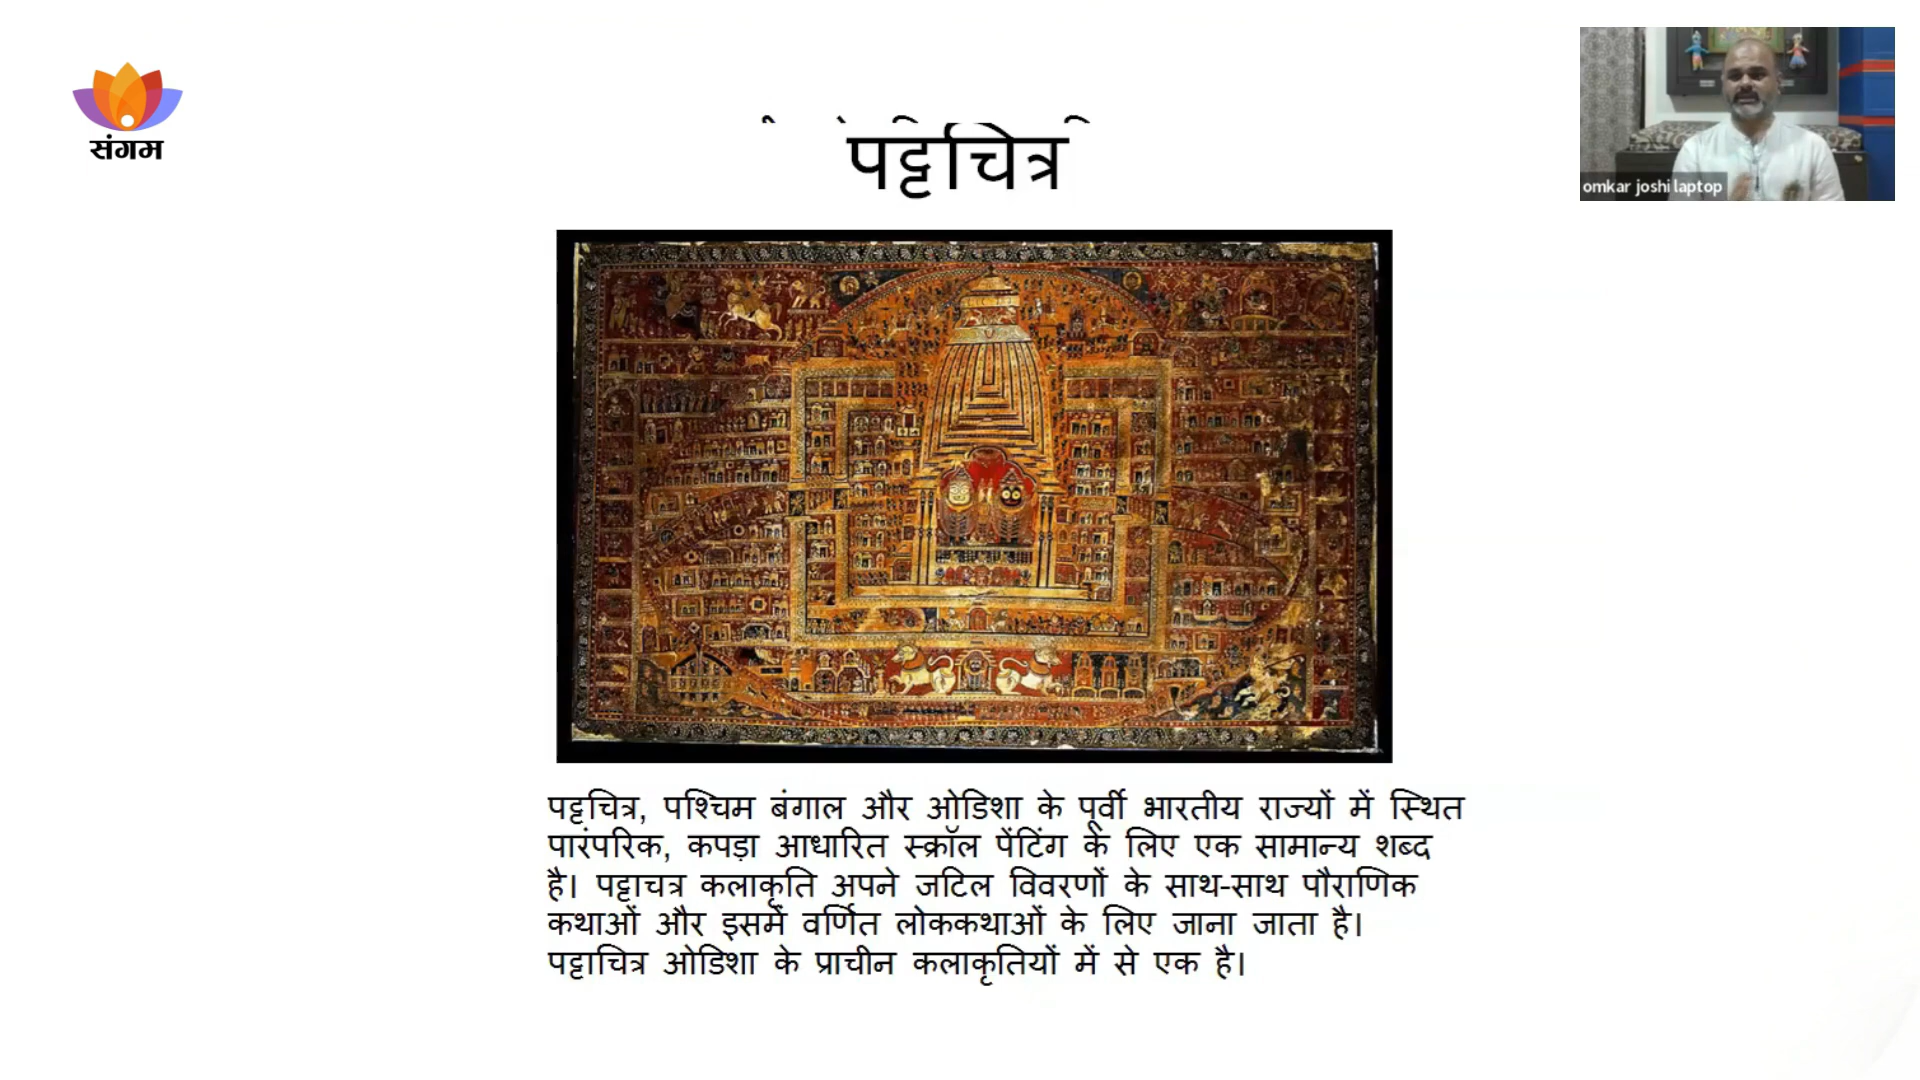 संगम
पट्टचित्र
omkar joshi laptop
पट्टचित्र, पश्चिम बंगाल और ओडिशा के पूर्वी भारतीय राज्यों में स्थित
पारंपरिक, कपड़ा आधारित स्क्रॉल पेंटिंग के लिए एक सामान्य शब्द
है। पट्टाचत्र कलाकृति अपने जटिल विवरणों के साथ-साथ पौराणिक
कथाओं और इसमें वर्णित लोककथाओं के लिए जाना जाता है।
पट्टाचित्र ओडिशा के प्राचीन कलाकृतियों में से एक है।